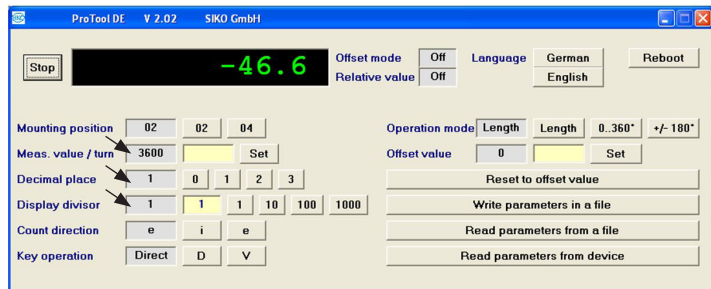 SIKO ProTool DE V 2.02 SIKO GmbH
Stop -46.6 Offset mode Off Language German Reboot
Relative value Off English
Mounting position 02 02 04 Operation mode Length Length 0..360° +/- 180°
Meas. value / turn 3600 Set Offset value 0 Set
Decimal place 1 0 1 2 3 Reset to offset value
Display divisor 1 1 1 10 100 1000 Write parameters in a file
Count direction e i e Read parameters from a file
Key operation Direct D V Read parameters from device